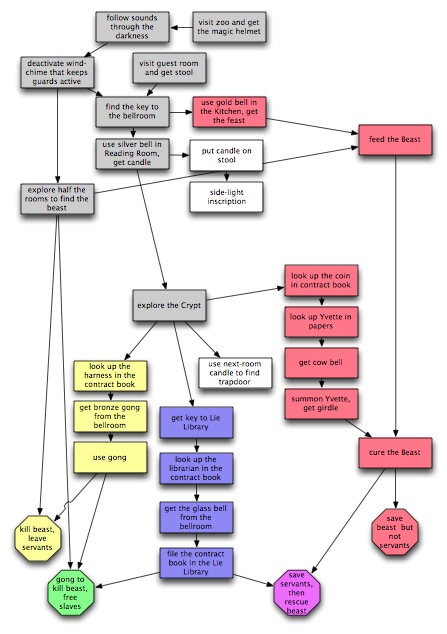 follow sounds
through the
darkness
visit zoo and get
the magic helmet
deactivate wind-
chime that keeps
guards active
visit guest room
and get stool
find the key to
the bellroom
use gold bell in
the Kitchen, get
the feast
feed the Beast
use silver bell in
Reading Room,
get candle
put candle on
stool
side-light
inscription
explore half the
rooms to find the
beast
explore the Crypt
look up the coin
in contract book
look up Yvette in
papers
get cow bell
summon Yvette,
get girdle
look up the
harness in the
contract book
use next-room
candle to find
trapdoor
get bronze gong
from the
bellroom
get key to Lie
Library
use gong
look up the
librarian in the
contract book
cure the Beast
get the glass bell
from the
bellroom
kill beast,
leave
servants
save
beast but
not
servants
file the contract
book in the Lie
Library
gong to
kill beast,
free
slaves
save
servants,
then
rescue
beast